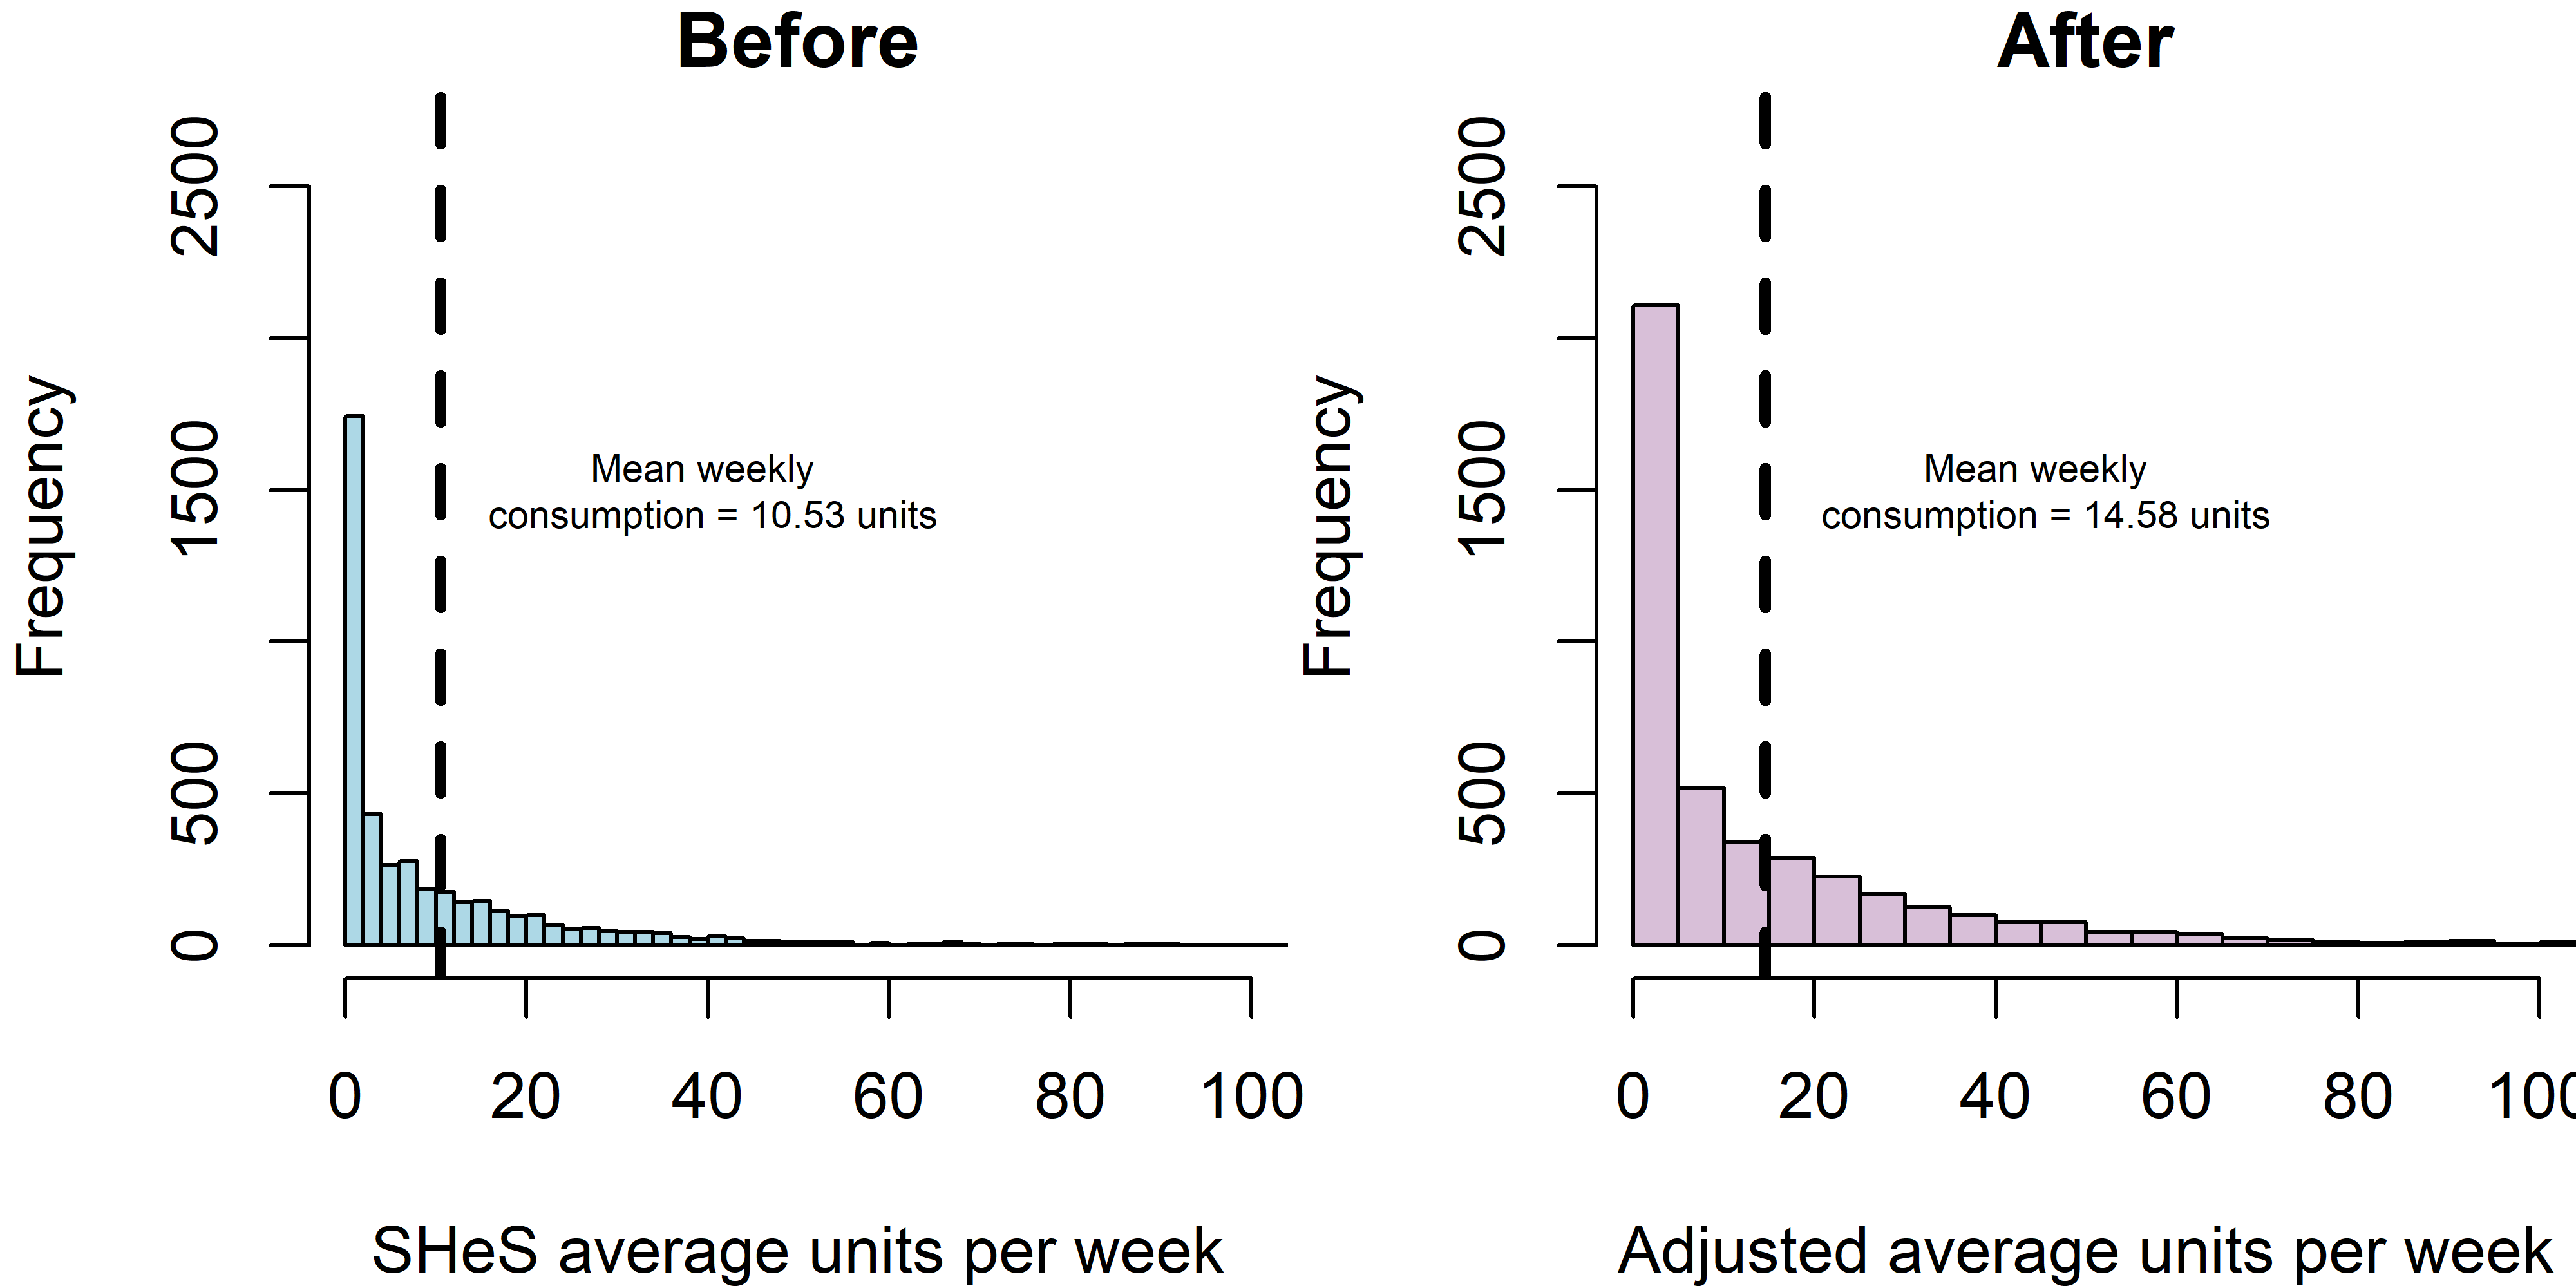 Before
2500
1500
500
0
Frequency
Mean weekly
consumption = 10.53 units
0 20 40 60 80 100
SHeS average units per week
After
2500
1500
500
0
Frequency
Mean weekly
consumption = 14.58 units
0 20 40 60 80 100
Adjusted average units per week